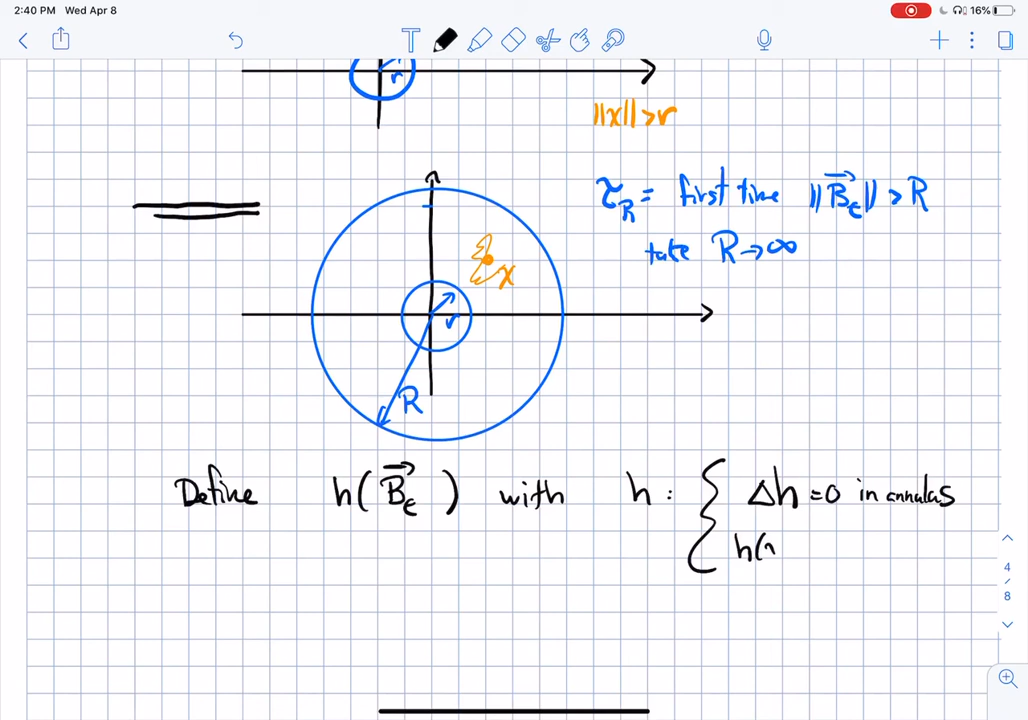 2:40 PM Wed Apr 8
16%
T
r
||x|| > r
τ_R = first time ||B⃗_t|| > R
take R → ∞
x
r
R
Define h(B⃗_t) with h : { Δh = 0 in annulas
h(r
4
/
8